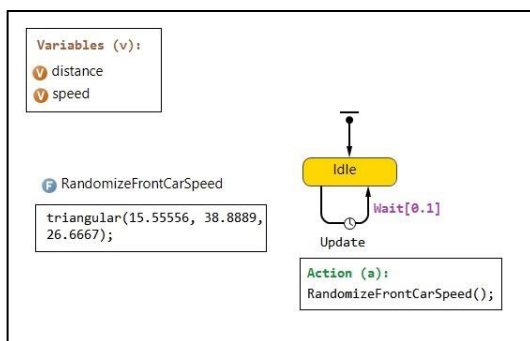 Variables (v):
distance
speed
RandomizeFrontCarSpeed
triangular(15.55556, 38.8889,
26.6667);
Idle
Wait[0.1]
Update
Action (a):
RandomizeFrontCarSpeed();